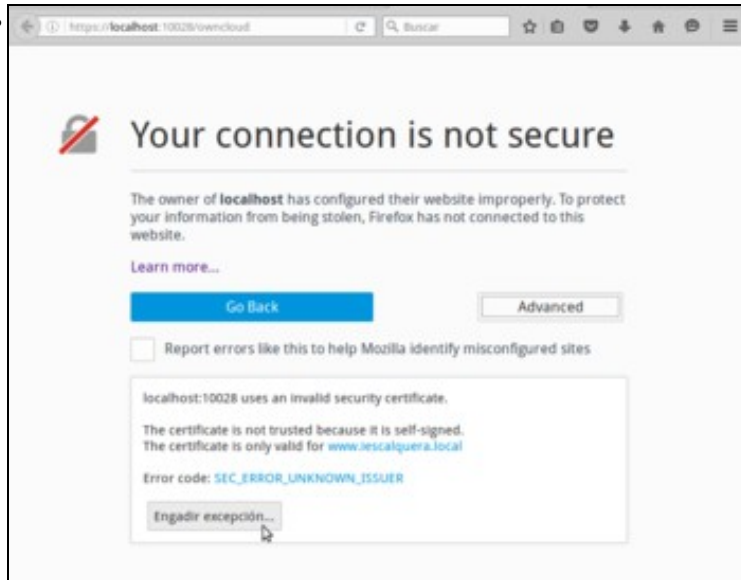 https://localhost:10028/owncloud
Buscar
Your connection is not secure
The owner of localhost has configured their website improperly. To protect
your information from being stolen, Firefox has not connected to this
website.
Learn more...
Go Back
Advanced
Report errors like this to help Mozilla identify misconfigured sites
localhost:10028 uses an invalid security certificate.
The certificate is not trusted because it is self-signed.
The certificate is only valid for www.iescalquera.local
Error code: SEC_ERROR_UNKNOWN_ISSUER
Engadir excepción...